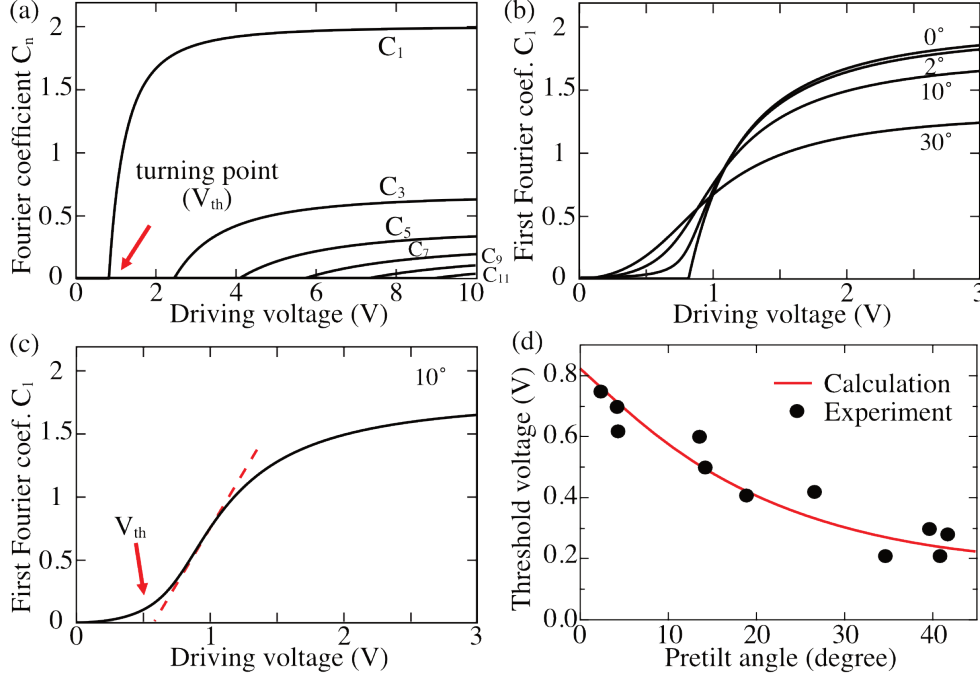 (a)
Fourier coefficient Cn
2
1.5
1
0.5
0
C1
turning point
(Vth)
C3
C5
C7
C9
C11
0 2 4 6 8 10
Driving voltage (V)
(b)
First Fourier coef. C1
2
1.5
1
0.5
0
0°
2°
10°
30°
0 1 2 3
Driving voltage (V)
(c)
First Fourier coef. C1
2
1.5
1
0.5
0
10°
Vth
0 1 2 3
Driving voltage (V)
(d)
Threshold voltage (V)
0.8
0.6
0.4
0.2
0.0
Calculation
Experiment
0 10 20 30 40
Pretilt angle (degree)